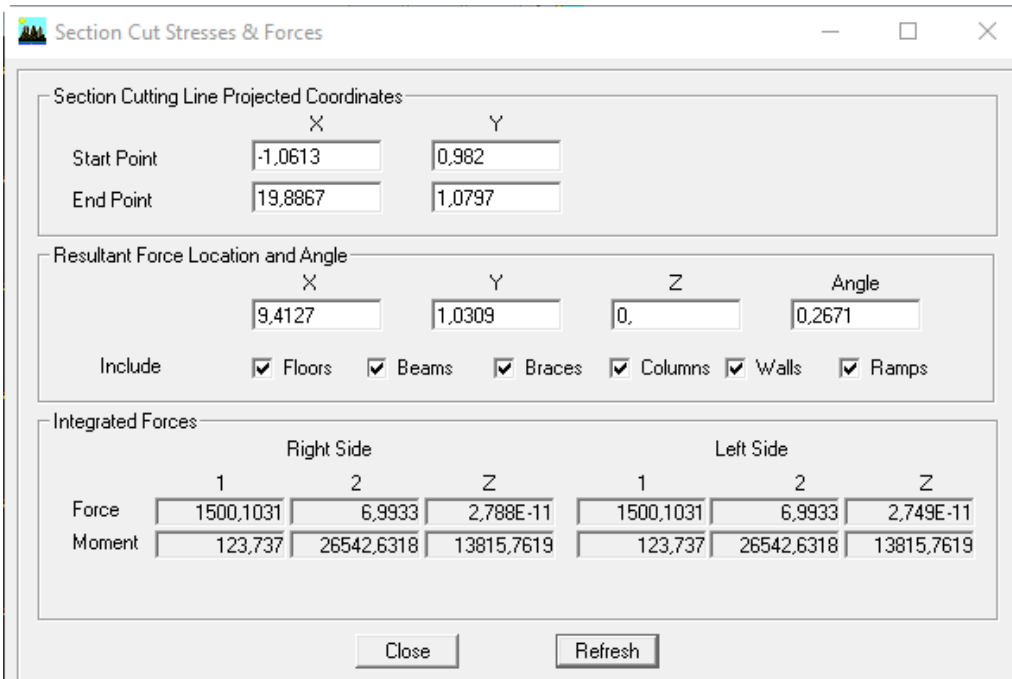 Section Cut Stresses & Forces
Section Cutting Line Projected Coordinates
X Y
Start Point -1,0613 0,982
End Point 19,8867 1,0797
Resultant Force Location and Angle
X Y Z Angle
9,4127 1,0309 0, 0,2671
Include Floors Beams Braces Columns Walls Ramps
Integrated Forces
Right Side Left Side
1 2 Z 1 2 Z
Force 1500,1031 6,9933 2,788E-11 1500,1031 6,9933 2,749E-11
Moment 123,737 26542,6318 13815,7619 123,737 26542,6318 13815,7619
Close Refresh